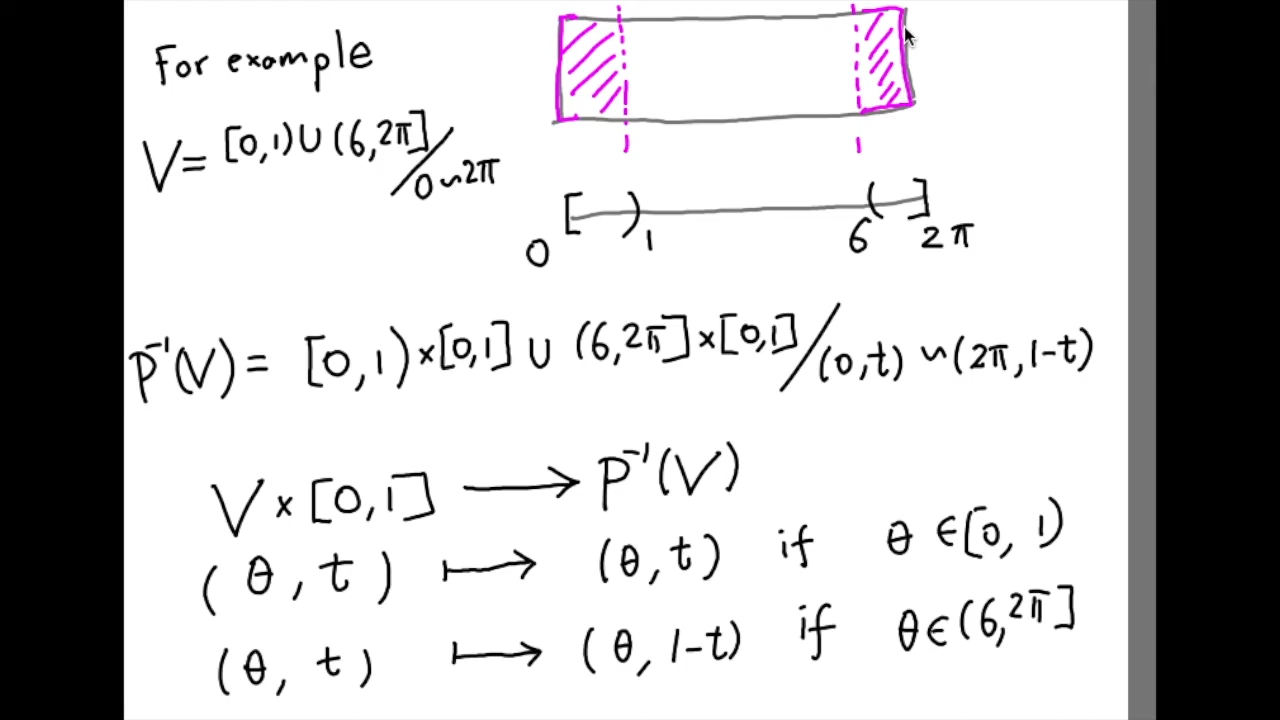 For example
V = [0,1) ∪ (6,2π] / 0 ~ 2π
[ ) ( ]
0 1 6 2π
P⁻¹(V) = [0,1) × [0,1] ∪ (6,2π] × [0,1] / (0,t) ~ (2π,1-t)
V × [0,1] ⟶ P⁻¹(V)
(θ, t) ⟼ (θ, t) if θ ∈ [0, 1)
(θ, t) ⟼ (θ, 1-t) if θ ∈ (6,2π]